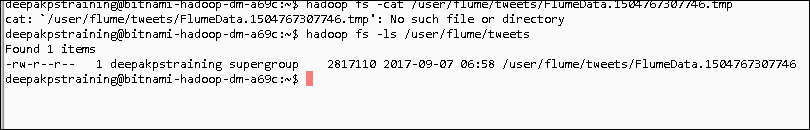 deepakpstraining@bitnami-hadoop-dm-a69c:~$ hadoop fs -cat /user/flume/tweets/FlumeData.1504767307746.tmp
cat: `/user/flume/tweets/FlumeData.1504767307746.tmp': No such file or directory
deepakpstraining@bitnami-hadoop-dm-a69c:~$ hadoop fs -ls /user/flume/tweets
Found 1 items
-rw-r--r--   1 deepakpstraining supergroup    2817110 2017-09-07 06:58 /user/flume/tweets/FlumeData.1504767307746
deepakpstraining@bitnami-hadoop-dm-a69c:~$